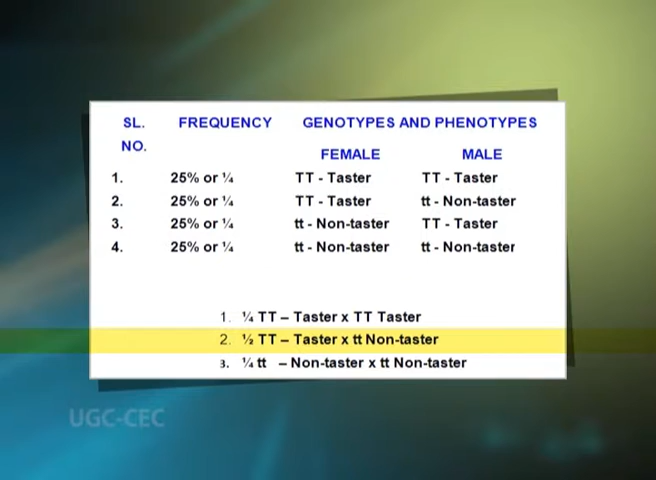 SL. FREQUENCY GENOTYPES AND PHENOTYPES
NO.
FEMALE MALE
1. 25% or ¼ TT - Taster TT - Taster
2. 25% or ¼ TT - Taster tt - Non-taster
3. 25% or ¼ tt - Non-taster TT - Taster
4. 25% or ¼ tt - Non-taster tt - Non-taster
1. ¼ TT – Taster x TT Taster
2. ½ TT – Taster x tt Non-taster
3. ¼ tt – Non-taster x tt Non-taster
UGC-CEC